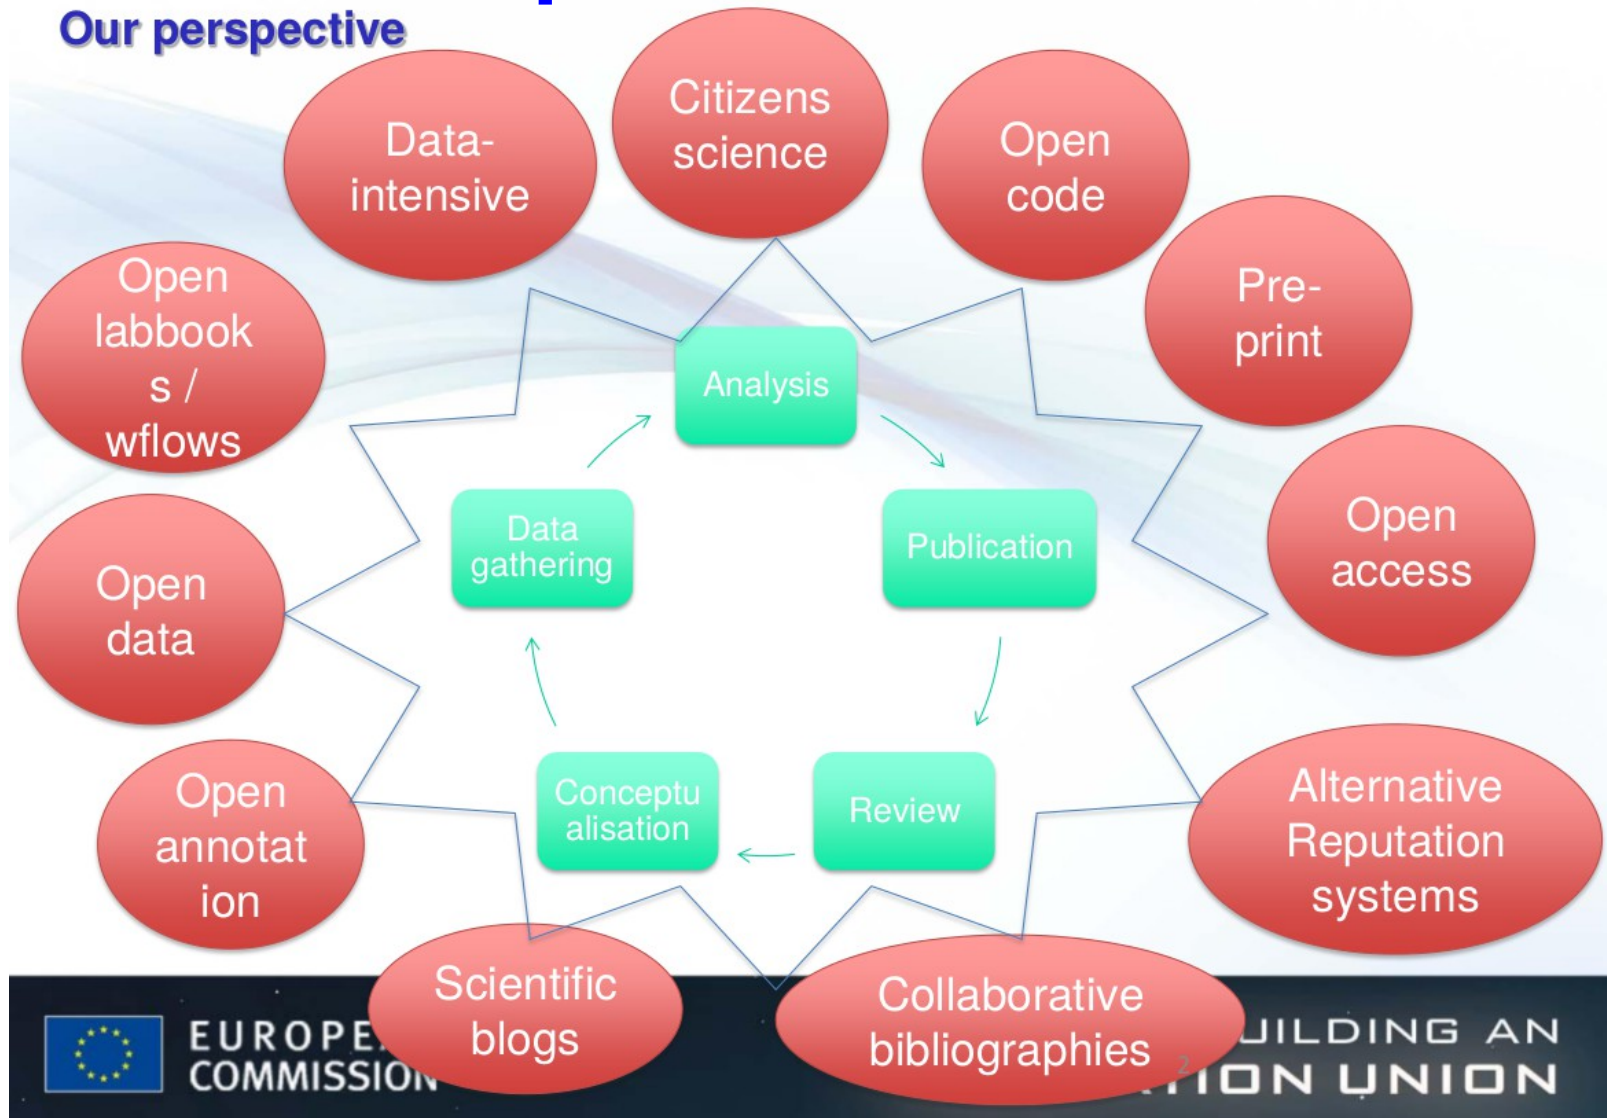 Our perspective
Citizens
science
Data-
intensive
Open
code
Pre-
print
Open
labbook
s /
wflows
Analysis
Open
access
Data
gathering
Publication
Open
data
Alternative
Reputation
systems
Conceptu
alisation
Review
Open
annotat
ion
Scientific
blogs
Collaborative
bibliographies
EUROPE
COMMISSION
UILDING AN
TION UNION
2